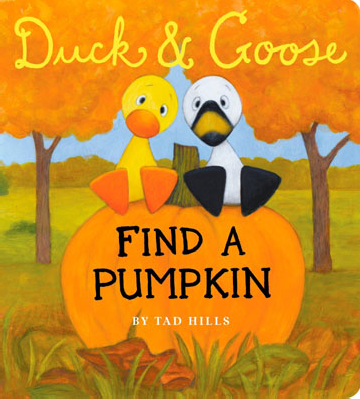 Duck & Goose
FIND A
PUMPKIN
BY TAD HILLS